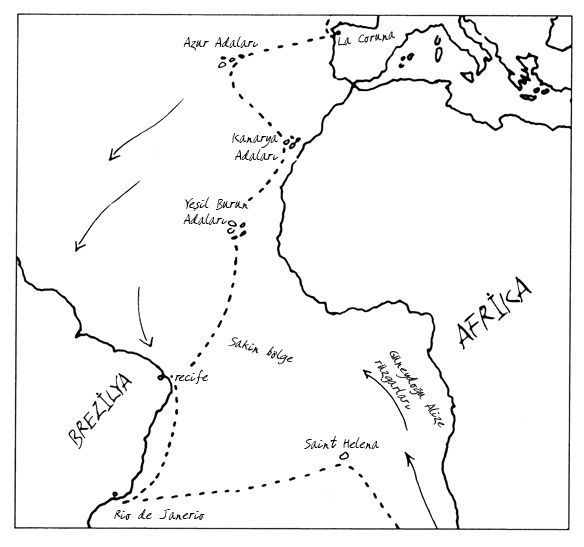 Azur Adaları
La Coruna
Kanarya
Adaları
Yeşil Burun
Adaları
AFRİKA
Sakin bölge
Güneydoğu Alize
rüzgarları
recife
BREZİLYA
Saint Helena
Rio de Janerio